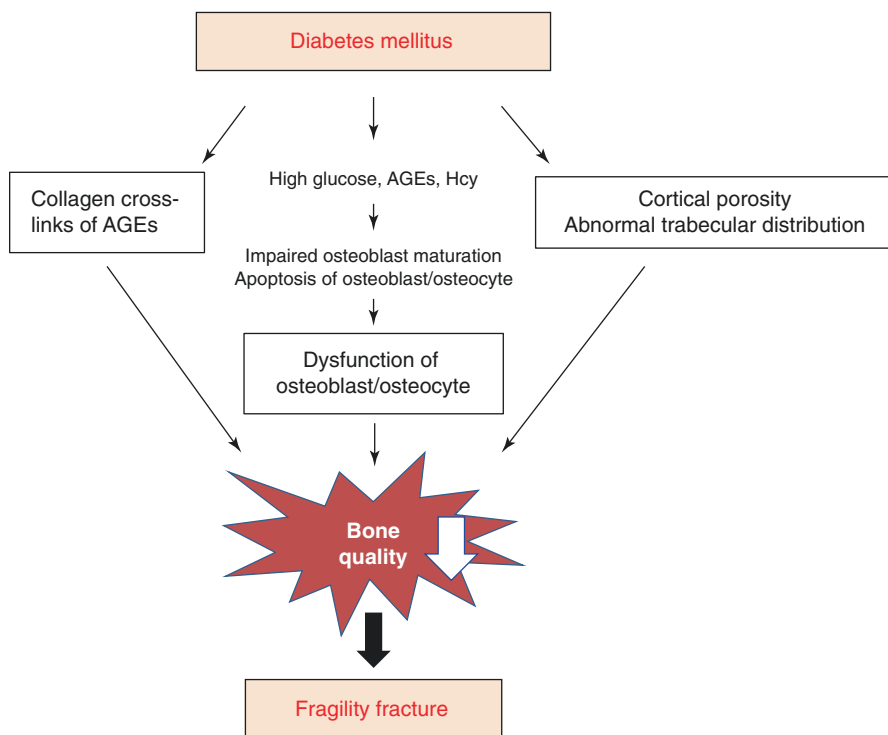 Diabetes mellitus
Collagen cross-
links of AGEs
High glucose, AGEs, Hcy
Impaired osteoblast maturation
Apoptosis of osteoblast/osteocyte
Dysfunction of
osteoblast/osteocyte
Cortical porosity
Abnormal trabecular distribution
Bone
quality
Fragility fracture